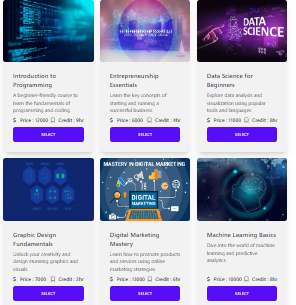 ENTREPRENEURSHIP ESSENTIALS
DATA
SCIENCE
Introduction to
Programming
A beginner-friendly course to
learn the fundamentals of
programming and coding.
$ Price : 12000 Credit : 9hr
SELECT
Entrepreneurship
Essentials
Learn the key concepts of
starting and running a
successful business.
$ Price : 6000 Credit : 4hr
SELECT
Data Science for
Beginners
Explore data analysis and
visualization using popular
tools and languages.
$ Price : 11000 Credit : 8hr
SELECT
MASTERY IN DIGITAL MARKETING
DIGITAL
MARKETING
Graphic Design
Fundamentals
Unlock your creativity and
design stunning graphics and
visuals.
$ Price : 7000 Credit : 2hr
SELECT
Digital Marketing
Mastery
Learn how to promote products
and services using online
marketing strategies.
$ Price : 13000 Credit : 6hr
SELECT
Machine Learning Basics
Dive into the world of machine
learning and predictive
analytics.
$ Price : 10000 Credit : 8hr
SELECT